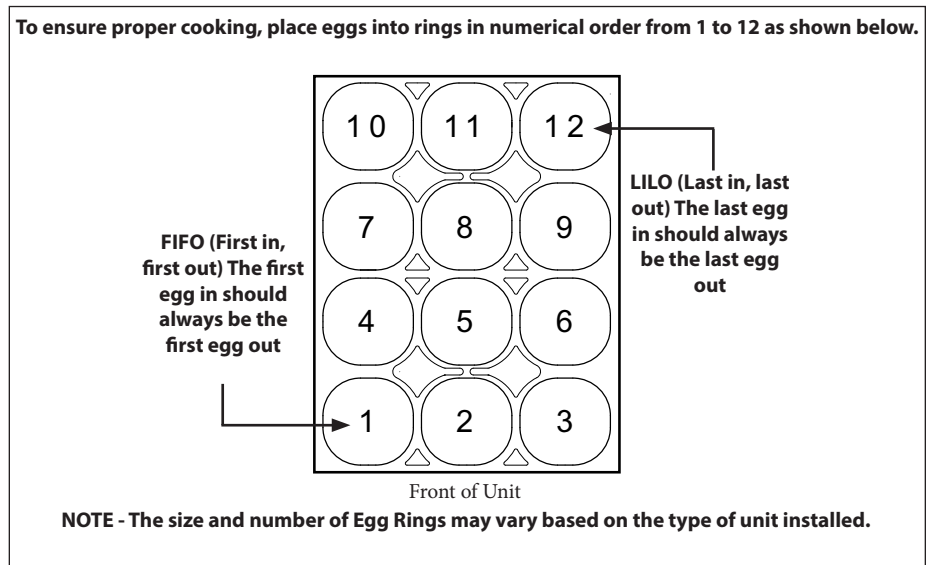 To ensure proper cooking, place eggs into rings in numerical order from 1 to 12 as shown below.
10 11 12
LILO (Last in, last
out) The last egg
in should always
be the last egg
out
7 8 9
FIFO (First in,
first out) The first
egg in should
always be the
first egg out
4 5 6
1 2 3
Front of Unit
NOTE - The size and number of Egg Rings may vary based on the type of unit installed.